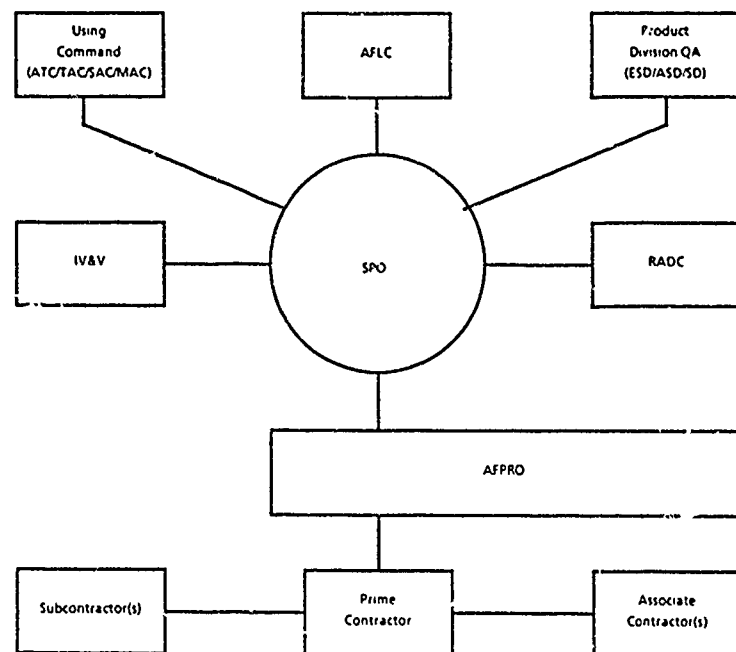 Using
Command
(ATC/TAC/SAC/MAC)
AFLC
Product
Division QA
(ESD/ASD/SD)
IV&V
SPO
RADC
AFPRO
Subcontractor(s)
Prime
Contractor
Associate
Contractor(s)